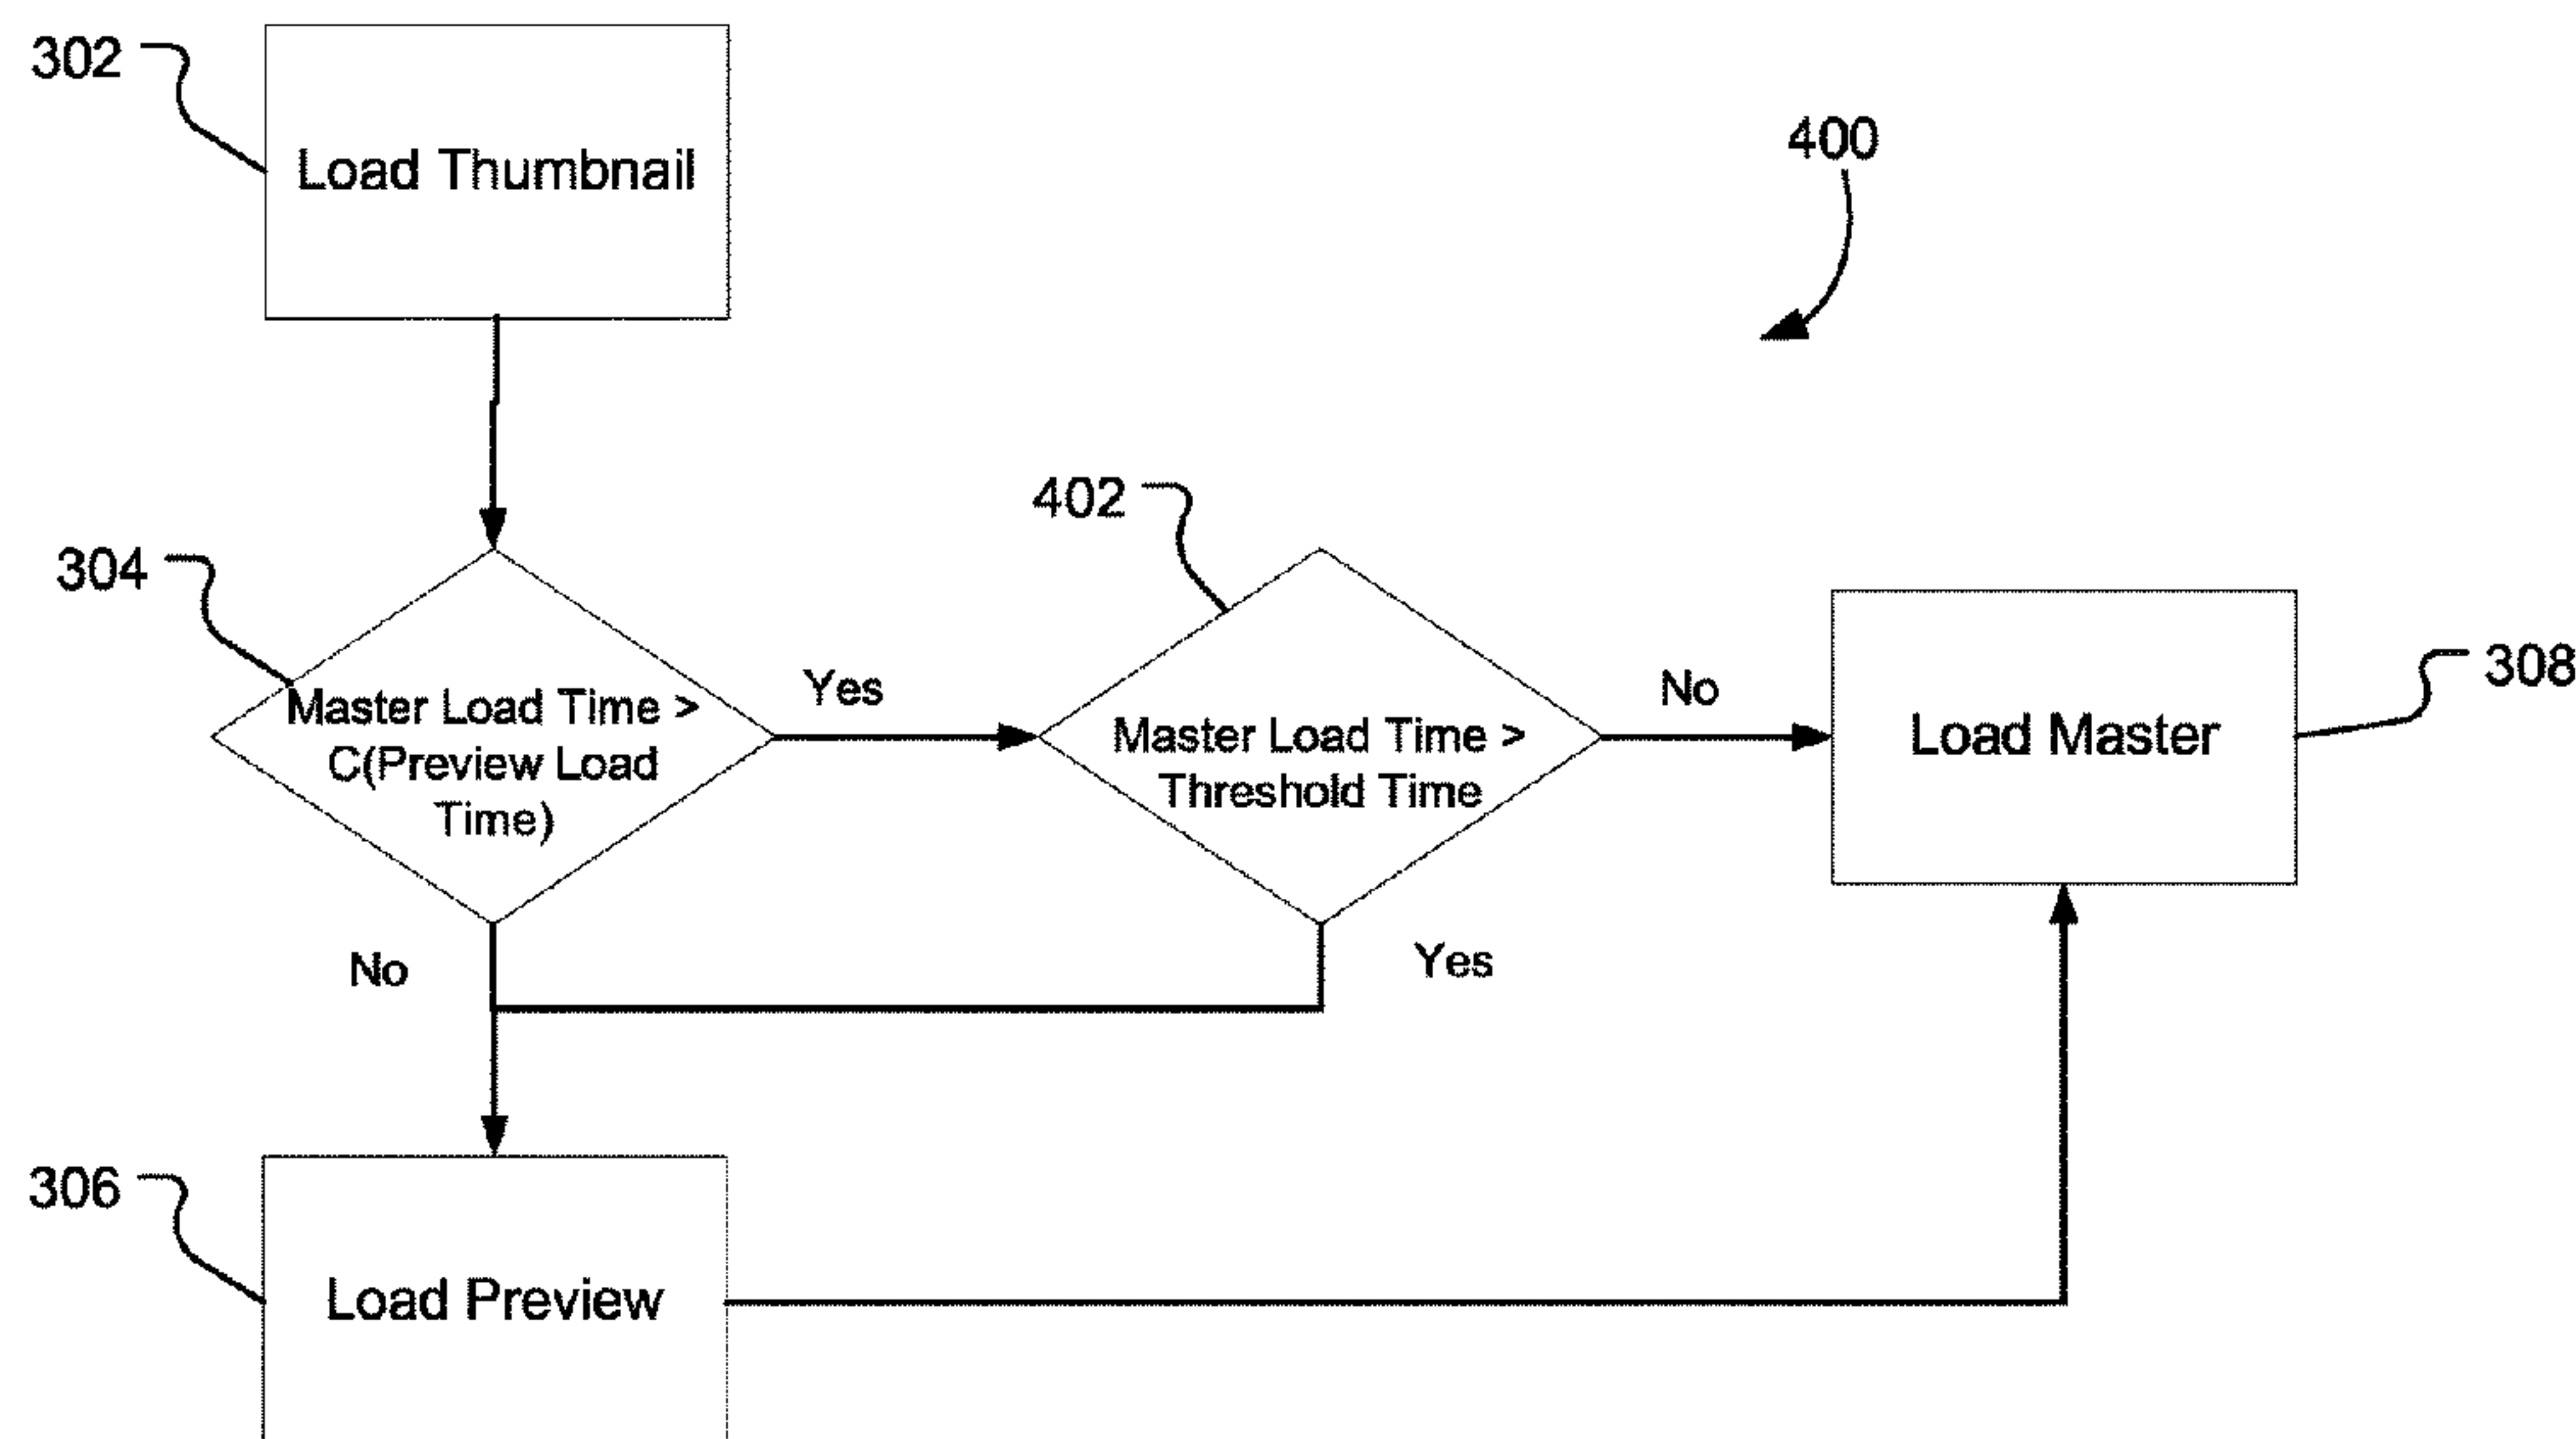 302
Load Thumbnail
400
402
304
Master Load Time >
C(Preview Load
Time)
Yes
Master Load Time >
Threshold Time
No
Load Master
308
No
Yes
306
Load Preview